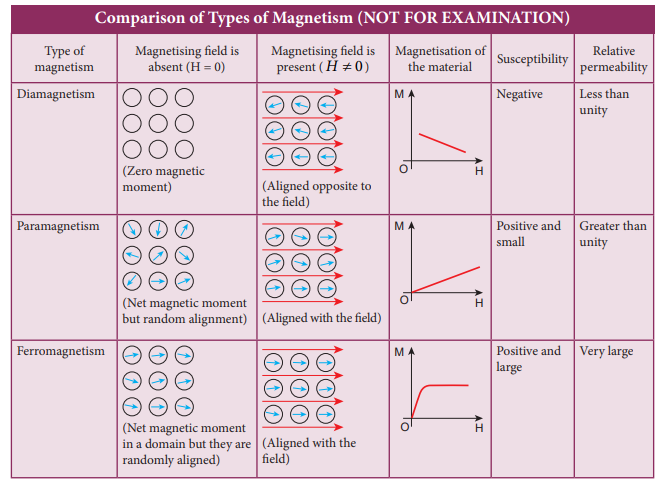 Comparison of Types of Magnetism (NOT FOR EXAMINATION)
Type of
magnetism
Magnetising field is
absent (H = 0)
Magnetising field is
present ( H ≠ 0 )
Magnetisation of
the material
Susceptibility
Relative
permeability
Diamagnetism
(Zero magnetic
moment)
(Aligned opposite to
the field)
M
O
H
Negative
Less than
unity
Paramagnetism
(Net magnetic moment
but random alignment)
(Aligned with the field)
M
O
H
Positive and
small
Greater than
unity
Ferromagnetism
(Net magnetic moment
in a domain but they are
randomly aligned)
(Aligned with the
field)
M
O
H
Positive and
large
Very large